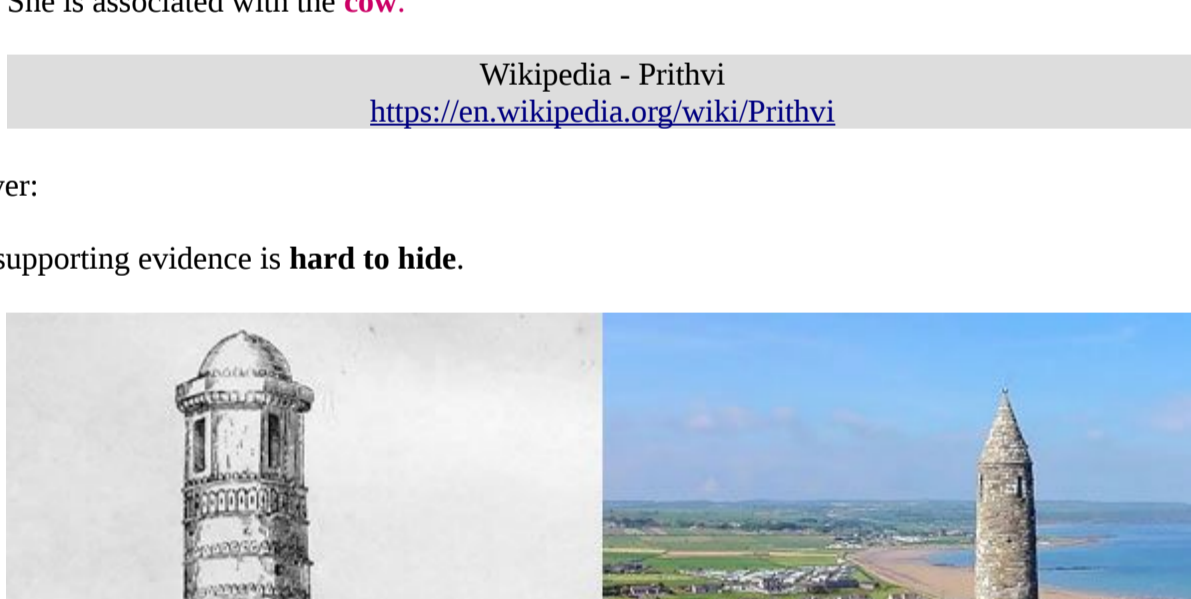 She is associated with the cow.
Wikipedia - Prithvi
https://en.wikipedia.org/wiki/Prithvi
ver:
supporting evidence is hard to hide.